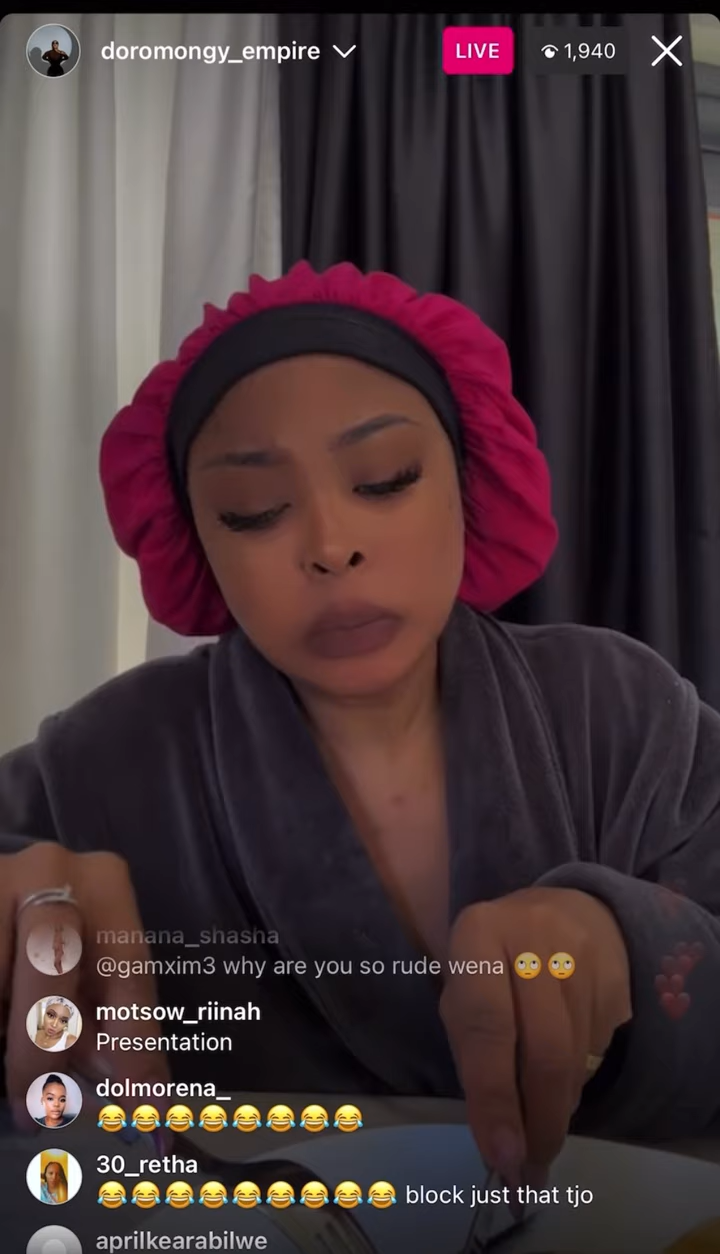 doromongy_empire
LIVE
1,940
manana_shasha
@gamxim3 why are you so rude wena 🙄🙄
motsow_riinah
Presentation
dolmorena_
😂😂😂😂😂😂😂😂
30_retha
😂😂😂😂😂😂😂😂😂 block just that tjo
aprilkearabilwe